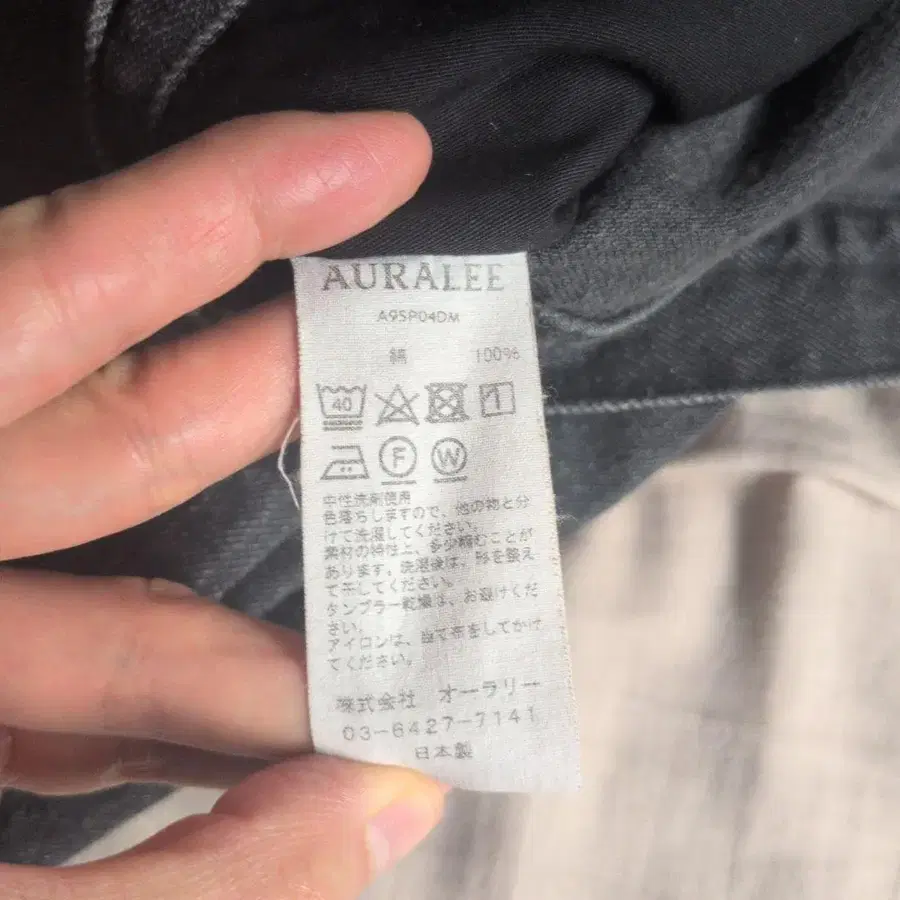 AURALEE
A9SP04DM
綿 100%
40
F W
中性洗剤使用
色落ちしますので、他の物と分
けて洗濯してください。
素材の特性上、多少縮むことが
あります。洗濯後は、形を整え
て干してください。
タンブラー乾燥は、お避けくだ
さい。
アイロンは、当て布をしてかけ
てください。
株式会社 オーラリー
03-6427-7141
日本製